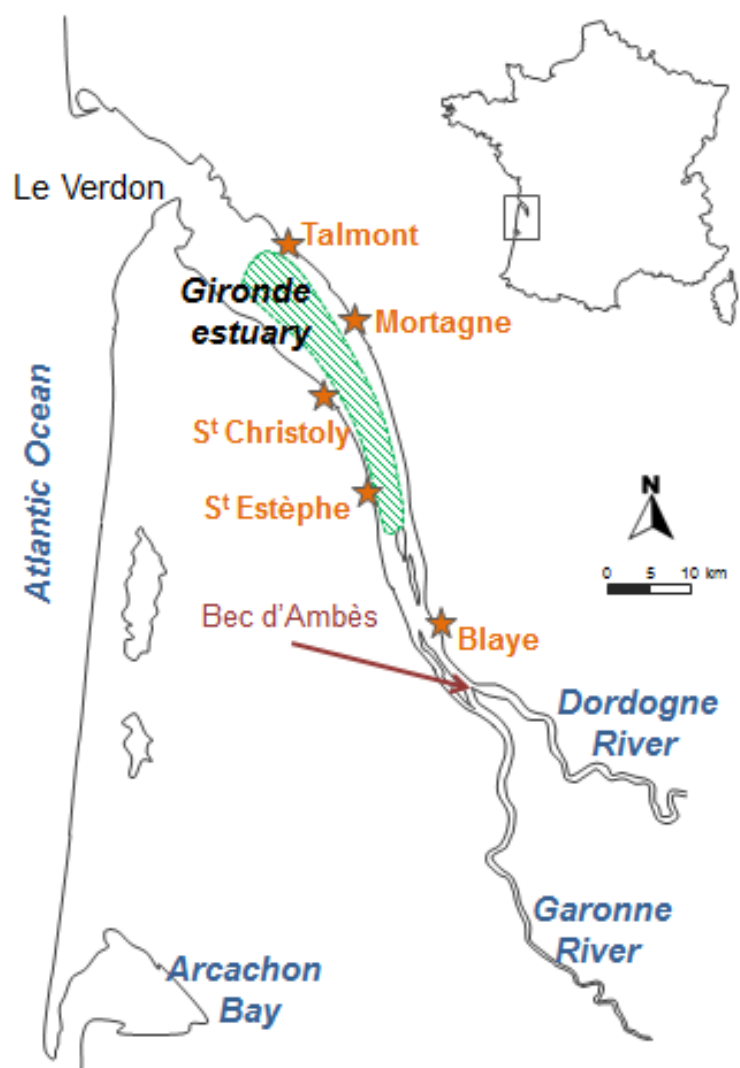 Le Verdon
Talmont
Gironde
estuary
Mortagne
Sᵗ Christoly
Sᵗ Estèphe
Atlantic Ocean
N
0 5 10 km
Bec d'Ambès
Blaye
Dordogne
River
Garonne
River
Arcachon
Bay